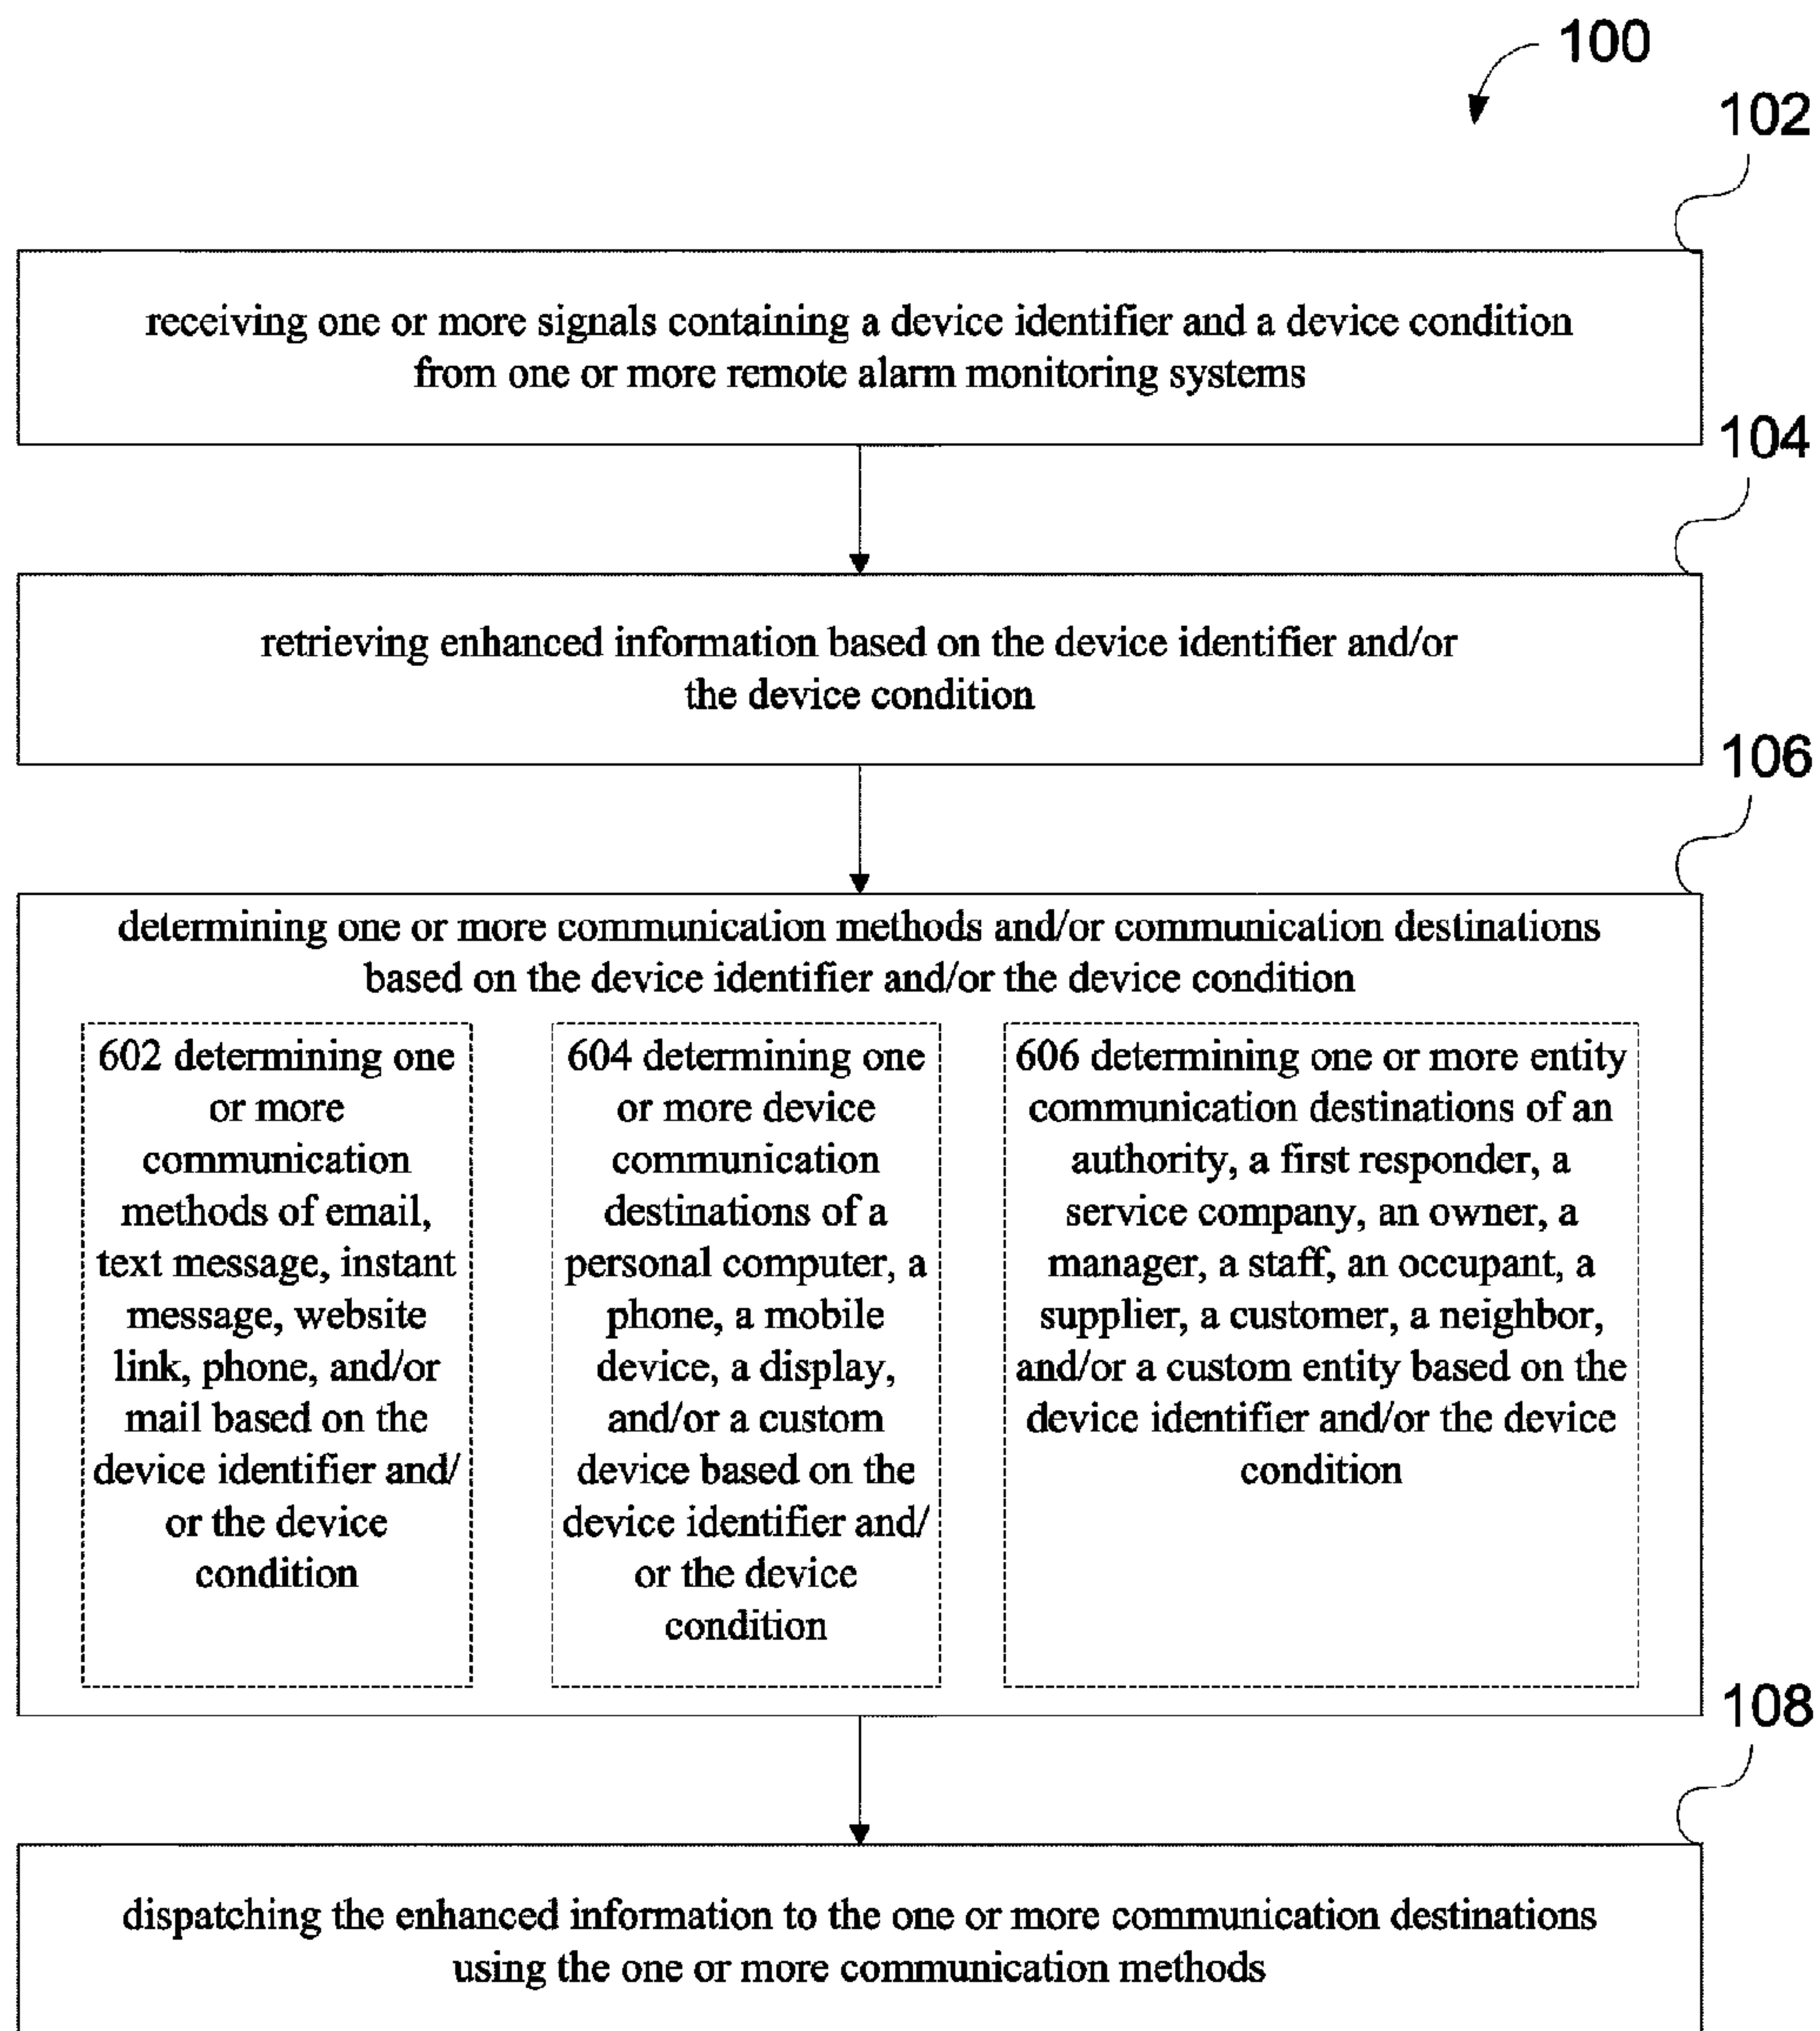 100
102
receiving one or more signals containing a device identifier and a device condition
from one or more remote alarm monitoring systems
104
retrieving enhanced information based on the device identifier and/or
the device condition
106
determining one or more communication methods and/or communication destinations
based on the device identifier and/or the device condition
602 determining one
or more
communication
methods of email,
text message, instant
message, website
link, phone, and/or
mail based on the
device identifier and/
or the device
condition
604 determining one
or more device
communication
destinations of a
personal computer, a
phone, a mobile
device, a display,
and/or a custom
device based on the
device identifier and/
or the device
condition
606 determining one or more entity
communication destinations of an
authority, a first responder, a
service company, an owner, a
manager, a staff, an occupant, a
supplier, a customer, a neighbor,
and/or a custom entity based on the
device identifier and/or the device
condition
108
dispatching the enhanced information to the one or more communication destinations
using the one or more communication methods